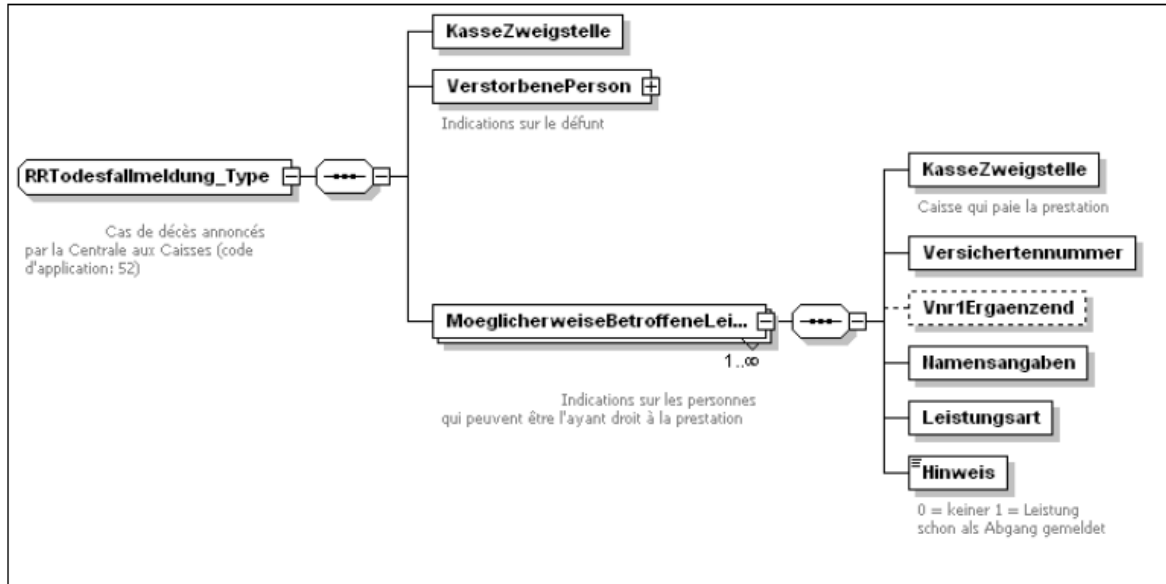 KasseZweigstelle
VerstorbenePerson
Indications sur le défunt
RRTodesfallmeldung_Type
Cas de décès annoncés
par la Centrale aux Caisses (code
d'application: 52)
MoeglicherweiseBetroffeneLei...
1..∞
Indications sur les personnes
qui peuvent être l'ayant droit à la prestation
KasseZweigstelle
Caisse qui paie la prestation
Versichertennummer
Vnr1Ergaenzend
Namensangaben
Leistungsart
Hinweis
0 = keiner 1 = Leistung
schon als Abgang gemeldet